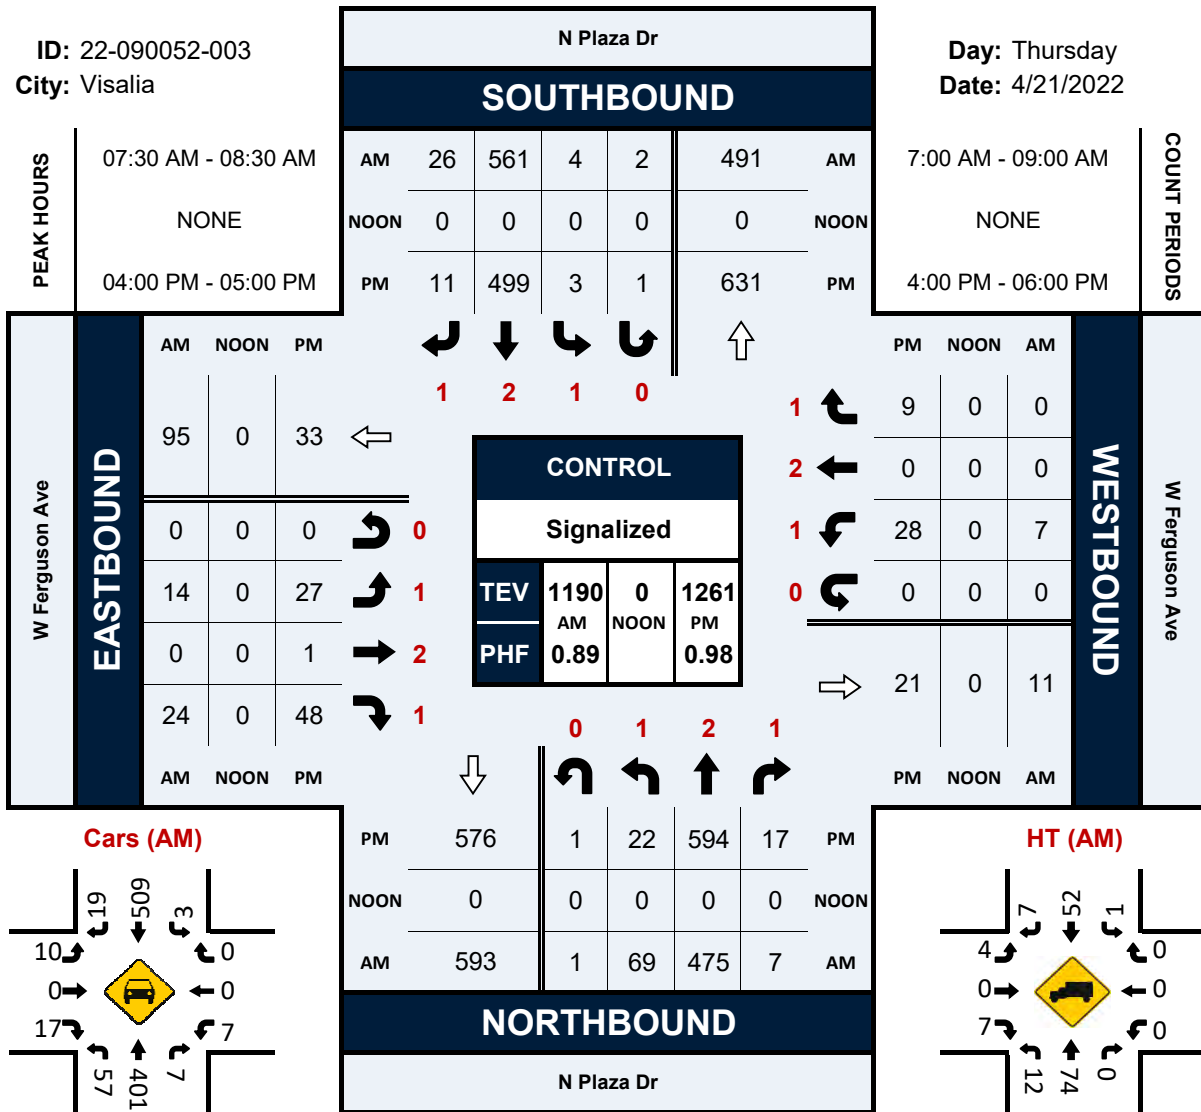 N Plaza Dr
ID: 22-090052-003
City: Visalia
Day: Thursday
Date: 4/21/2022
SOUTHBOUND
PEAK HOURS
07:30 AM - 08:30 AM
NONE
04:00 PM - 05:00 PM
AM 26 561 4 2 491 AM
NOON 0 0 0 0 0 NOON
PM 11 499 3 1 631 PM
7:00 AM - 09:00 AM
NONE
4:00 PM - 06:00 PM
COUNT PERIODS
1 2 1 0
W Ferguson Ave
EASTBOUND
AM NOON PM
95 0 33
0 0 0 0
14 0 27 1
0 0 1 2
24 0 48 1
AM NOON PM
CONTROL
Signalized
TEV 1190 0 1261
AM NOON PM
PHF 0.89 0.98
PM NOON AM
1 9 0 0
2 0 0 0
1 28 0 7
0 0 0 0
21 0 11
PM NOON AM
WESTBOUND
W Ferguson Ave
0 1 2 1
PM 576 1 22 594 17 PM
NOON 0 0 0 0 0 NOON
AM 593 1 69 475 7 AM
NORTHBOUND
N Plaza Dr
Cars (AM)
19 509 3
10 0
0 0
17 7
57 401 7
HT (AM)
7 52 1
4 0
0 0
7 0
12 74 0